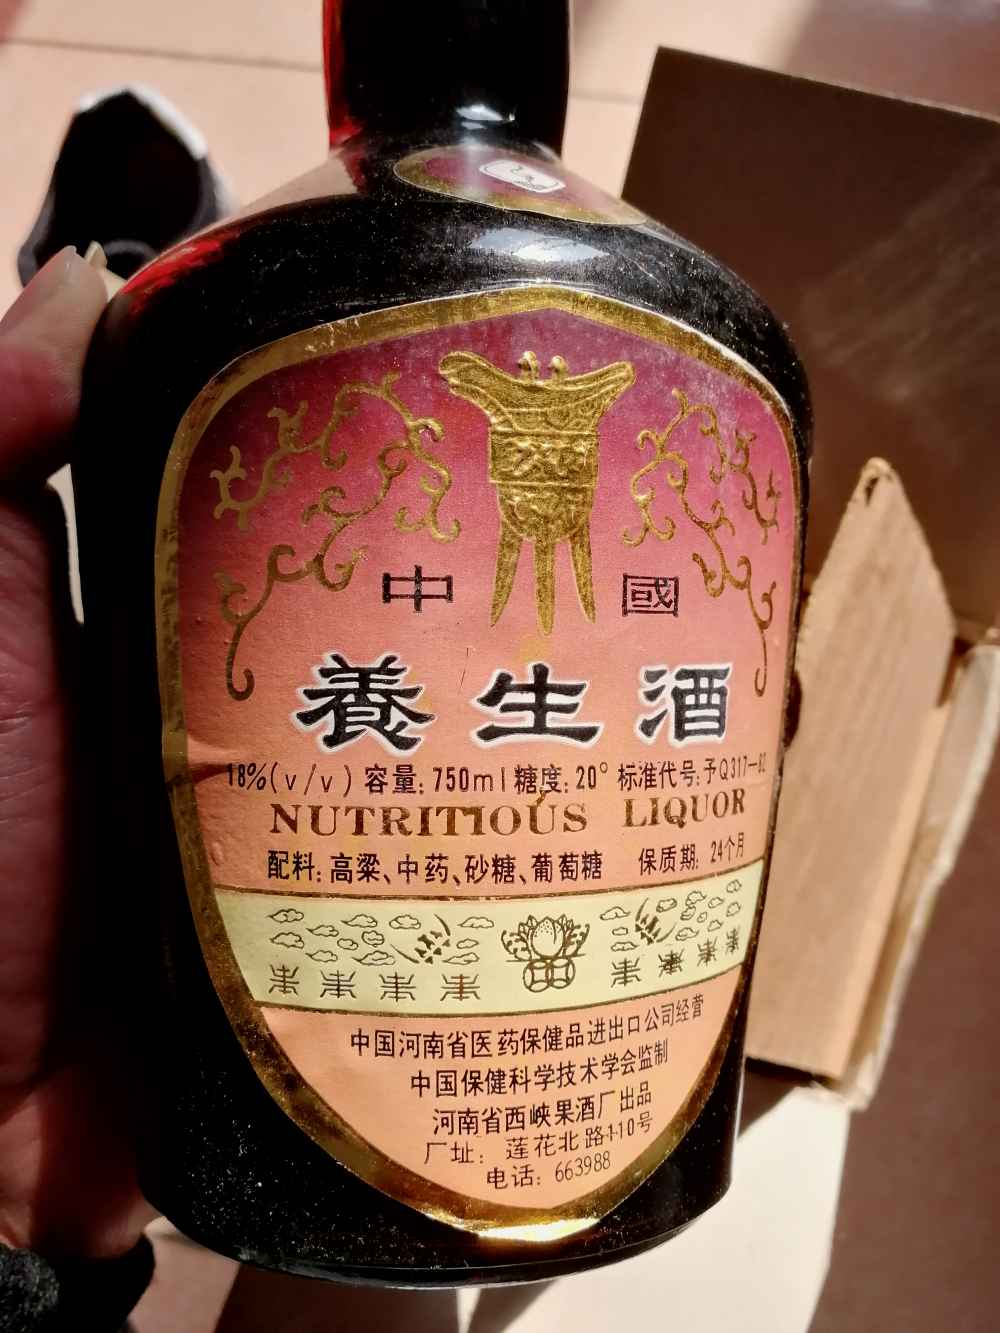 中 國
養生酒
18%(v/v) 容量:750ml 糖度:20° 标准代号:予Q317-82
NUTRITIOUS LIQUOR
配料:高粱、中药、砂糖、葡萄糖 保质期:24个月
中国河南省医药保健品进出口公司经营
中国保健科学技术学会监制
河南省西峡果酒厂出品
厂址:莲花北路110号
电话:663988